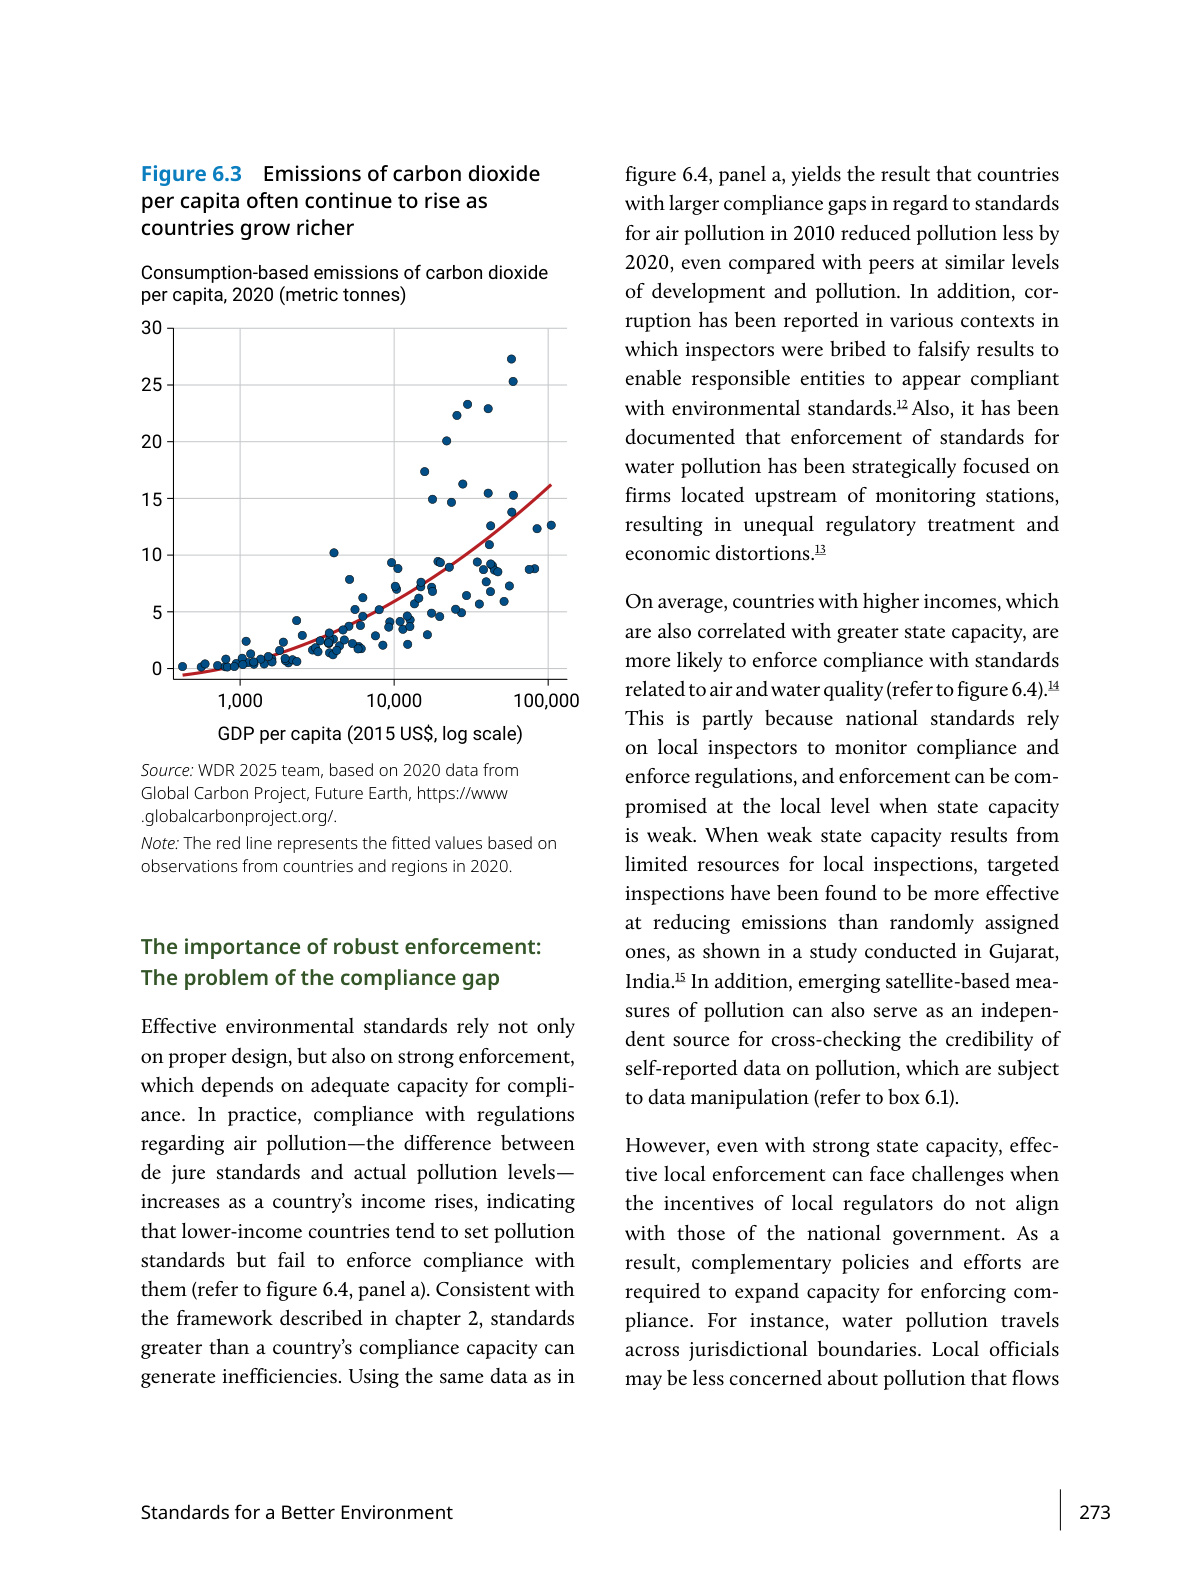 Figure 6.3 Emissions of carbon dioxide
per capita often continue to rise as
countries grow richer
Consumption-based emissions of carbon dioxide
per capita, 2020 (metric tonnes)
30
25
20
15
10
5
0
1,000 10,000 100,000
GDP per capita (2015 US$, log scale)
Source: WDR 2025 team, based on 2020 data from
Global Carbon Project, Future Earth, https://www
.globalcarbonproject.org/.
Note: The red line represents the fitted values based on
observations from countries and regions in 2020.
The importance of robust enforcement:
The problem of the compliance gap
Effective environmental standards rely not only
on proper design, but also on strong enforcement,
which depends on adequate capacity for compli-
ance. In practice, compliance with regulations
regarding air pollution—the difference between
de jure standards and actual pollution levels—
increases as a country’s income rises, indicating
that lower-income countries tend to set pollution
standards but fail to enforce compliance with
them (refer to figure 6.4, panel a). Consistent with
the framework described in chapter 2, standards
greater than a country’s compliance capacity can
generate inefficiencies. Using the same data as in
figure 6.4, panel a, yields the result that countries
with larger compliance gaps in regard to standards
for air pollution in 2010 reduced pollution less by
2020, even compared with peers at similar levels
of development and pollution. In addition, cor-
ruption has been reported in various contexts in
which inspectors were bribed to falsify results to
enable responsible entities to appear compliant
with environmental standards.12 Also, it has been
documented that enforcement of standards for
water pollution has been strategically focused on
firms located upstream of monitoring stations,
resulting in unequal regulatory treatment and
economic distortions.13
On average, countries with higher incomes, which
are also correlated with greater state capacity, are
more likely to enforce compliance with standards
related to air and water quality (refer to figure 6.4).14
This is partly because national standards rely
on local inspectors to monitor compliance and
enforce regulations, and enforcement can be com-
promised at the local level when state capacity
is weak. When weak state capacity results from
limited resources for local inspections, targeted
inspections have been found to be more effective
at reducing emissions than randomly assigned
ones, as shown in a study conducted in Gujarat,
India.15 In addition, emerging satellite-based mea-
sures of pollution can also serve as an indepen-
dent source for cross-checking the credibility of
self-reported data on pollution, which are subject
to data manipulation (refer to box 6.1).
However, even with strong state capacity, effec-
tive local enforcement can face challenges when
the incentives of local regulators do not align
with those of the national government. As a
result, complementary policies and efforts are
required to expand capacity for enforcing com-
pliance. For instance, water pollution travels
across jurisdictional boundaries. Local officials
may be less concerned about pollution that flows
Standards for a Better Environment
273